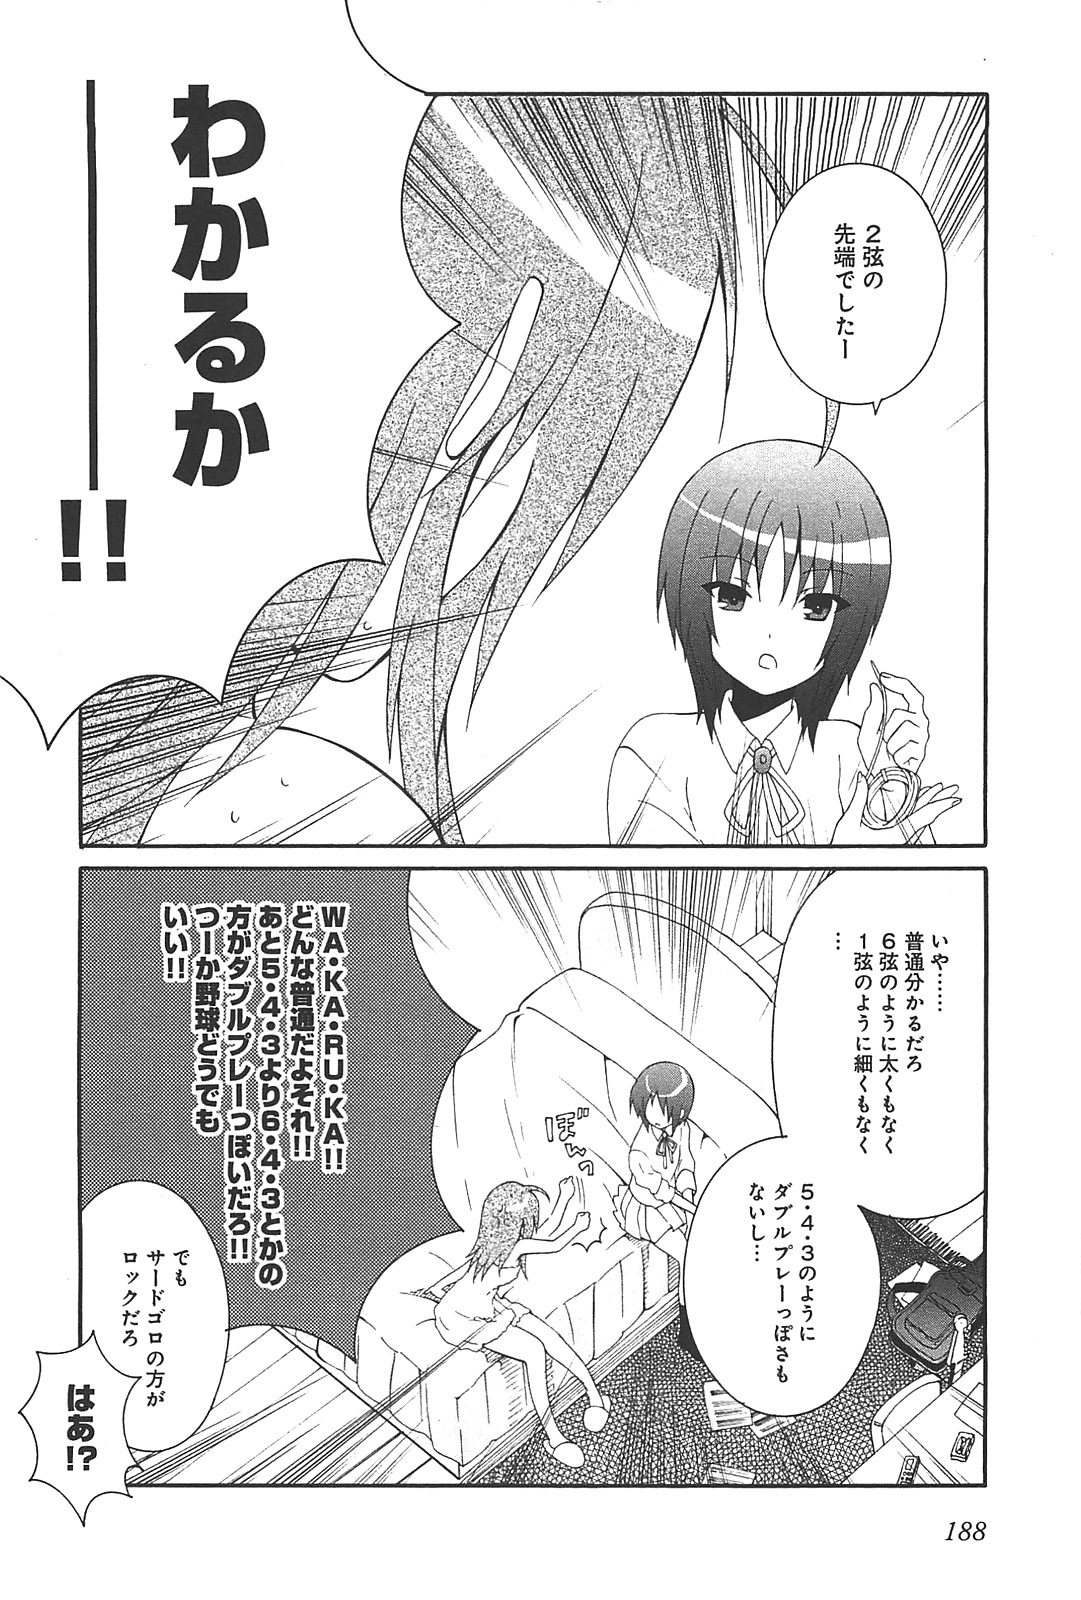 2弦の
先端でしたー
わかるか
――!!
いや……
普通分かるだろ
6弦のように太くもなく
1弦のように細くもなく
…
5・4・3のように
ダブルプレーっぽさも
ないし…
ぼんっ
WA・KA・RU・KA!!
どんな普通だよそれ!!
あと5・4・3より6・4・3とかの
方がダブルプレーっぽいだろ!!
つーか野球どうでも
いい!!
でも
サードゴロの方が
ロックだろ
はあ!?
188